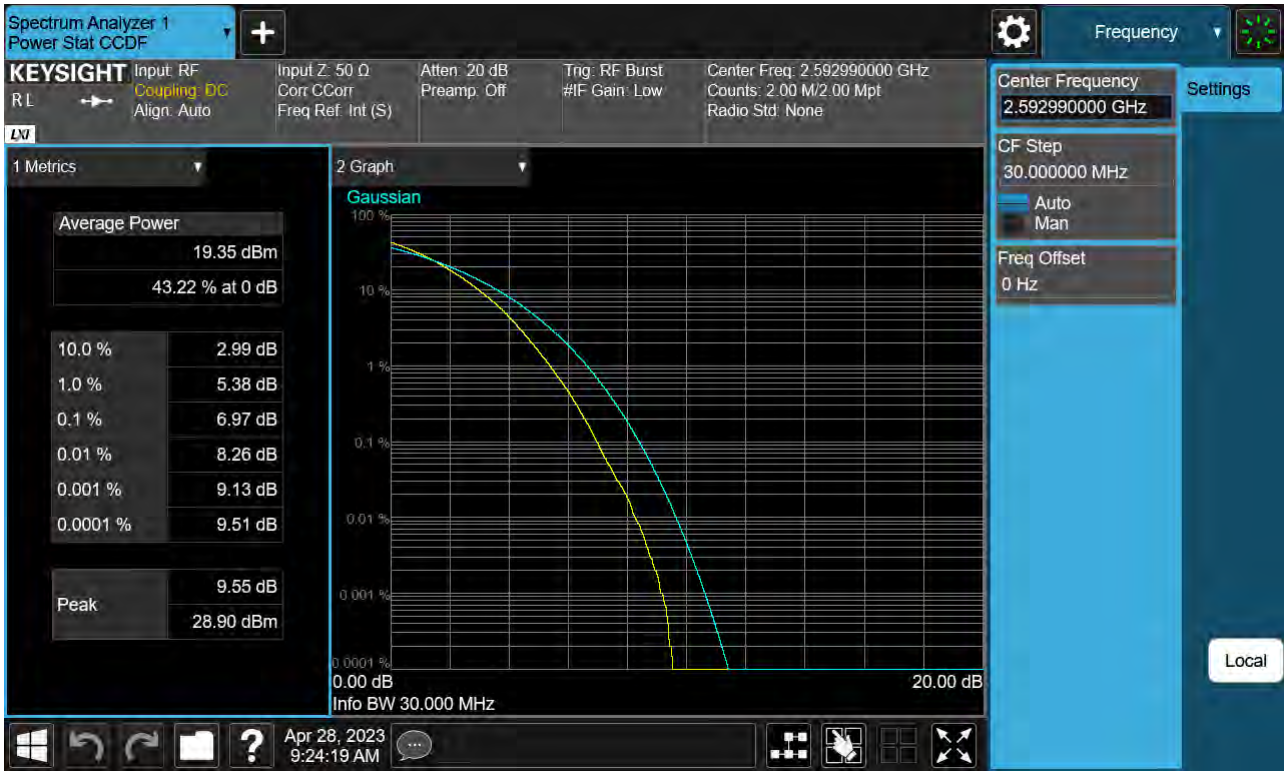 Spectrum Analyzer 1
Power Stat CCDF
+
Frequency
KEYSIGHT
R L
LXI
Input: RF
Coupling: DC
Align: Auto
Input Z: 50 Ω
Corr CCorr
Freq Ref: Int (S)
Atten: 20 dB
Preamp: Off
Trig: RF Burst
#IF Gain: Low
Center Freq: 2.592990000 GHz
Counts: 2.00 M/2.00 Mpt
Radio Std: None
Center Frequency
2.592990000 GHz
Settings
CF Step
30.000000 MHz
Auto
Man
Freq Offset
0 Hz
Local
1 Metrics
Average Power
19.35 dBm
43.22 % at 0 dB
10.0 % 2.99 dB
1.0 % 5.38 dB
0.1 % 6.97 dB
0.01 % 8.26 dB
0.001 % 9.13 dB
0.0001 % 9.51 dB
Peak
9.55 dB
28.90 dBm
2 Graph
Gaussian
100 %
10 %
1 %
0.1 %
0.01 %
0.001 %
0.0001 %
0.00 dB 20.00 dB
Info BW 30.000 MHz
?
Apr 28, 2023
9:24:19 AM